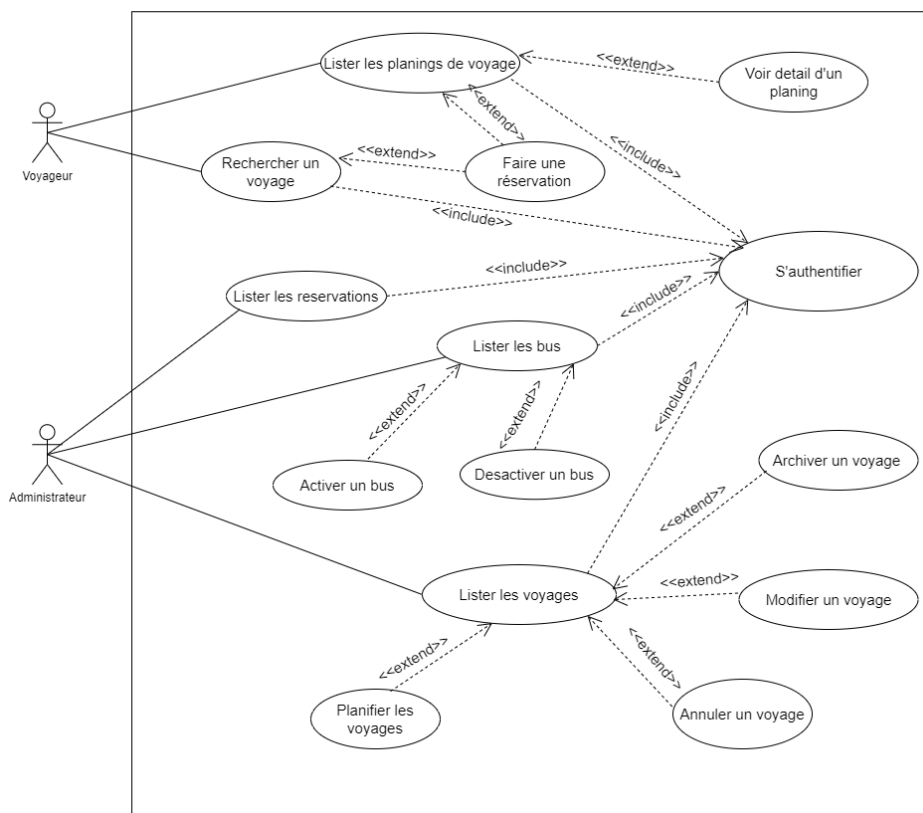 Lister les planings de voyage
<<extend>>
Voir detail d'un
planing
<<extend>>
<<include>>
Voyageur
Rechercher un
voyage
<<extend>>
Faire une
réservation
<<include>>
S'authentifier
Lister les reservations
<<include>>
<<include>>
Lister les bus
<<extend>>
<<extend>>
<<include>>
Administrateur
Activer un bus
Desactiver un bus
Archiver un voyage
<<extend>>
Lister les voyages
<<extend>>
Modifier un voyage
<<extend>>
<<extend>>
Planifier les
voyages
Annuler un voyage